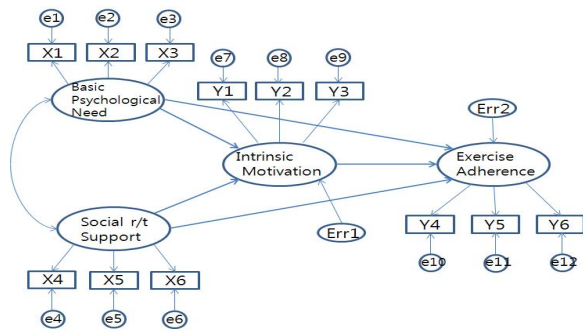 e1 e2 e3
X1 X2 X3
Basic
Psychological
Need
e7 e8 e9
Y1 Y2 Y3
Err2
Intrinsic
Motivation
Exercise
Adherence
Social r/t
Support
Err1
Y4 Y5 Y6
e10 e11 e12
X4 X5 X6
e4 e5 e6